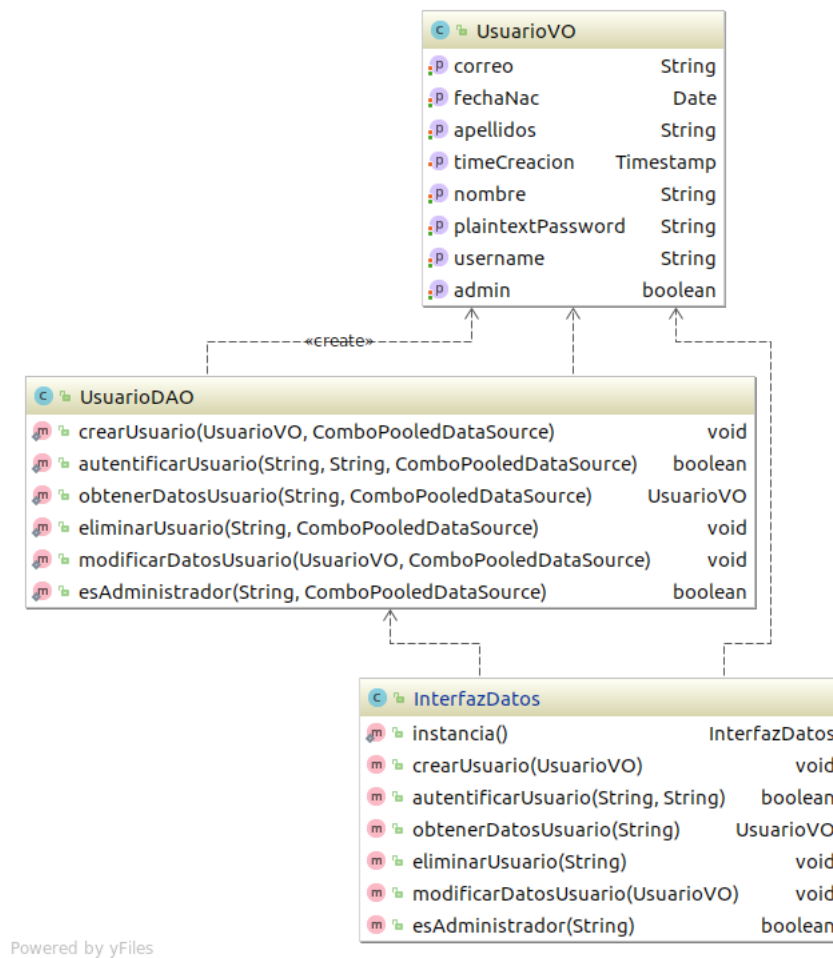 UsuarioVO
correo String
fechaNac Date
apellidos String
timeCreacion Timestamp
nombre String
plaintextPassword String
username String
admin boolean
«create»
UsuarioDAO
crearUsuario(UsuarioVO, ComboPooledDataSource) void
autentificarUsuario(String, String, ComboPooledDataSource) boolean
obtenerDatosUsuario(String, ComboPooledDataSource) UsuarioVO
eliminarUsuario(String, ComboPooledDataSource) void
modificarDatosUsuario(UsuarioVO, ComboPooledDataSource) void
esAdministrador(String, ComboPooledDataSource) boolean
InterfazDatos
instancia() InterfazDatos
crearUsuario(UsuarioVO) void
autentificarUsuario(String, String) boolean
obtenerDatosUsuario(String) UsuarioVO
eliminarUsuario(String) void
modificarDatosUsuario(UsuarioVO) void
esAdministrador(String) boolean
Powered by yFiles